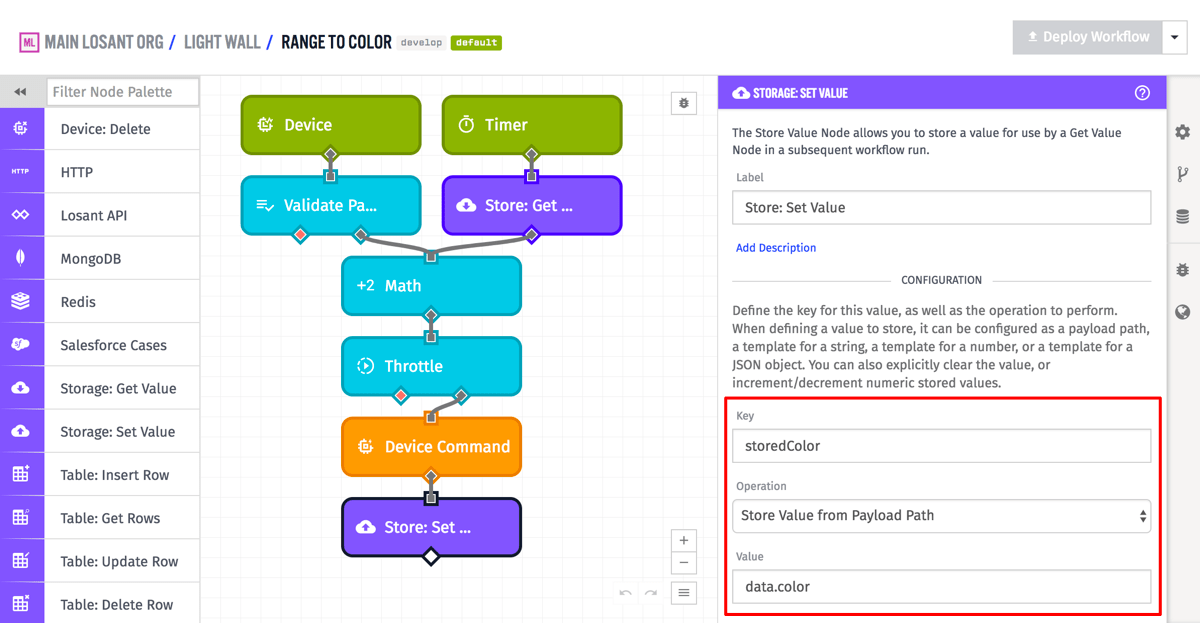 ML MAIN LOSANT ORG / LIGHT WALL / RANGE TO COLOR develop default
Deploy Workflow
Filter Node Palette
Device: Delete
HTTP HTTP
Losant API
MongoDB
Redis
sf Salesforce Cases
Storage: Get Value
Storage: Set Value
Table: Insert Row
Table: Get Rows
Table: Update Row
Table: Delete Row
Device
Timer
Validate Pa...
Store: Get ...
+2 Math
Throttle
Device Command
Store: Set ...
+
−
STORAGE: SET VALUE ?
The Store Value Node allows you to store a value for use by a Get Value
Node in a subsequent workflow run.
Label
Store: Set Value
Add Description
CONFIGURATION
Define the key for this value, as well as the operation to perform.
When defining a value to store, it can be configured as a payload path,
a template for a string, a template for a number, or a template for a
JSON object. You can also explicitly clear the value, or
increment/decrement numeric stored values.
Key
storedColor
Operation
Store Value from Payload Path
Value
data.color